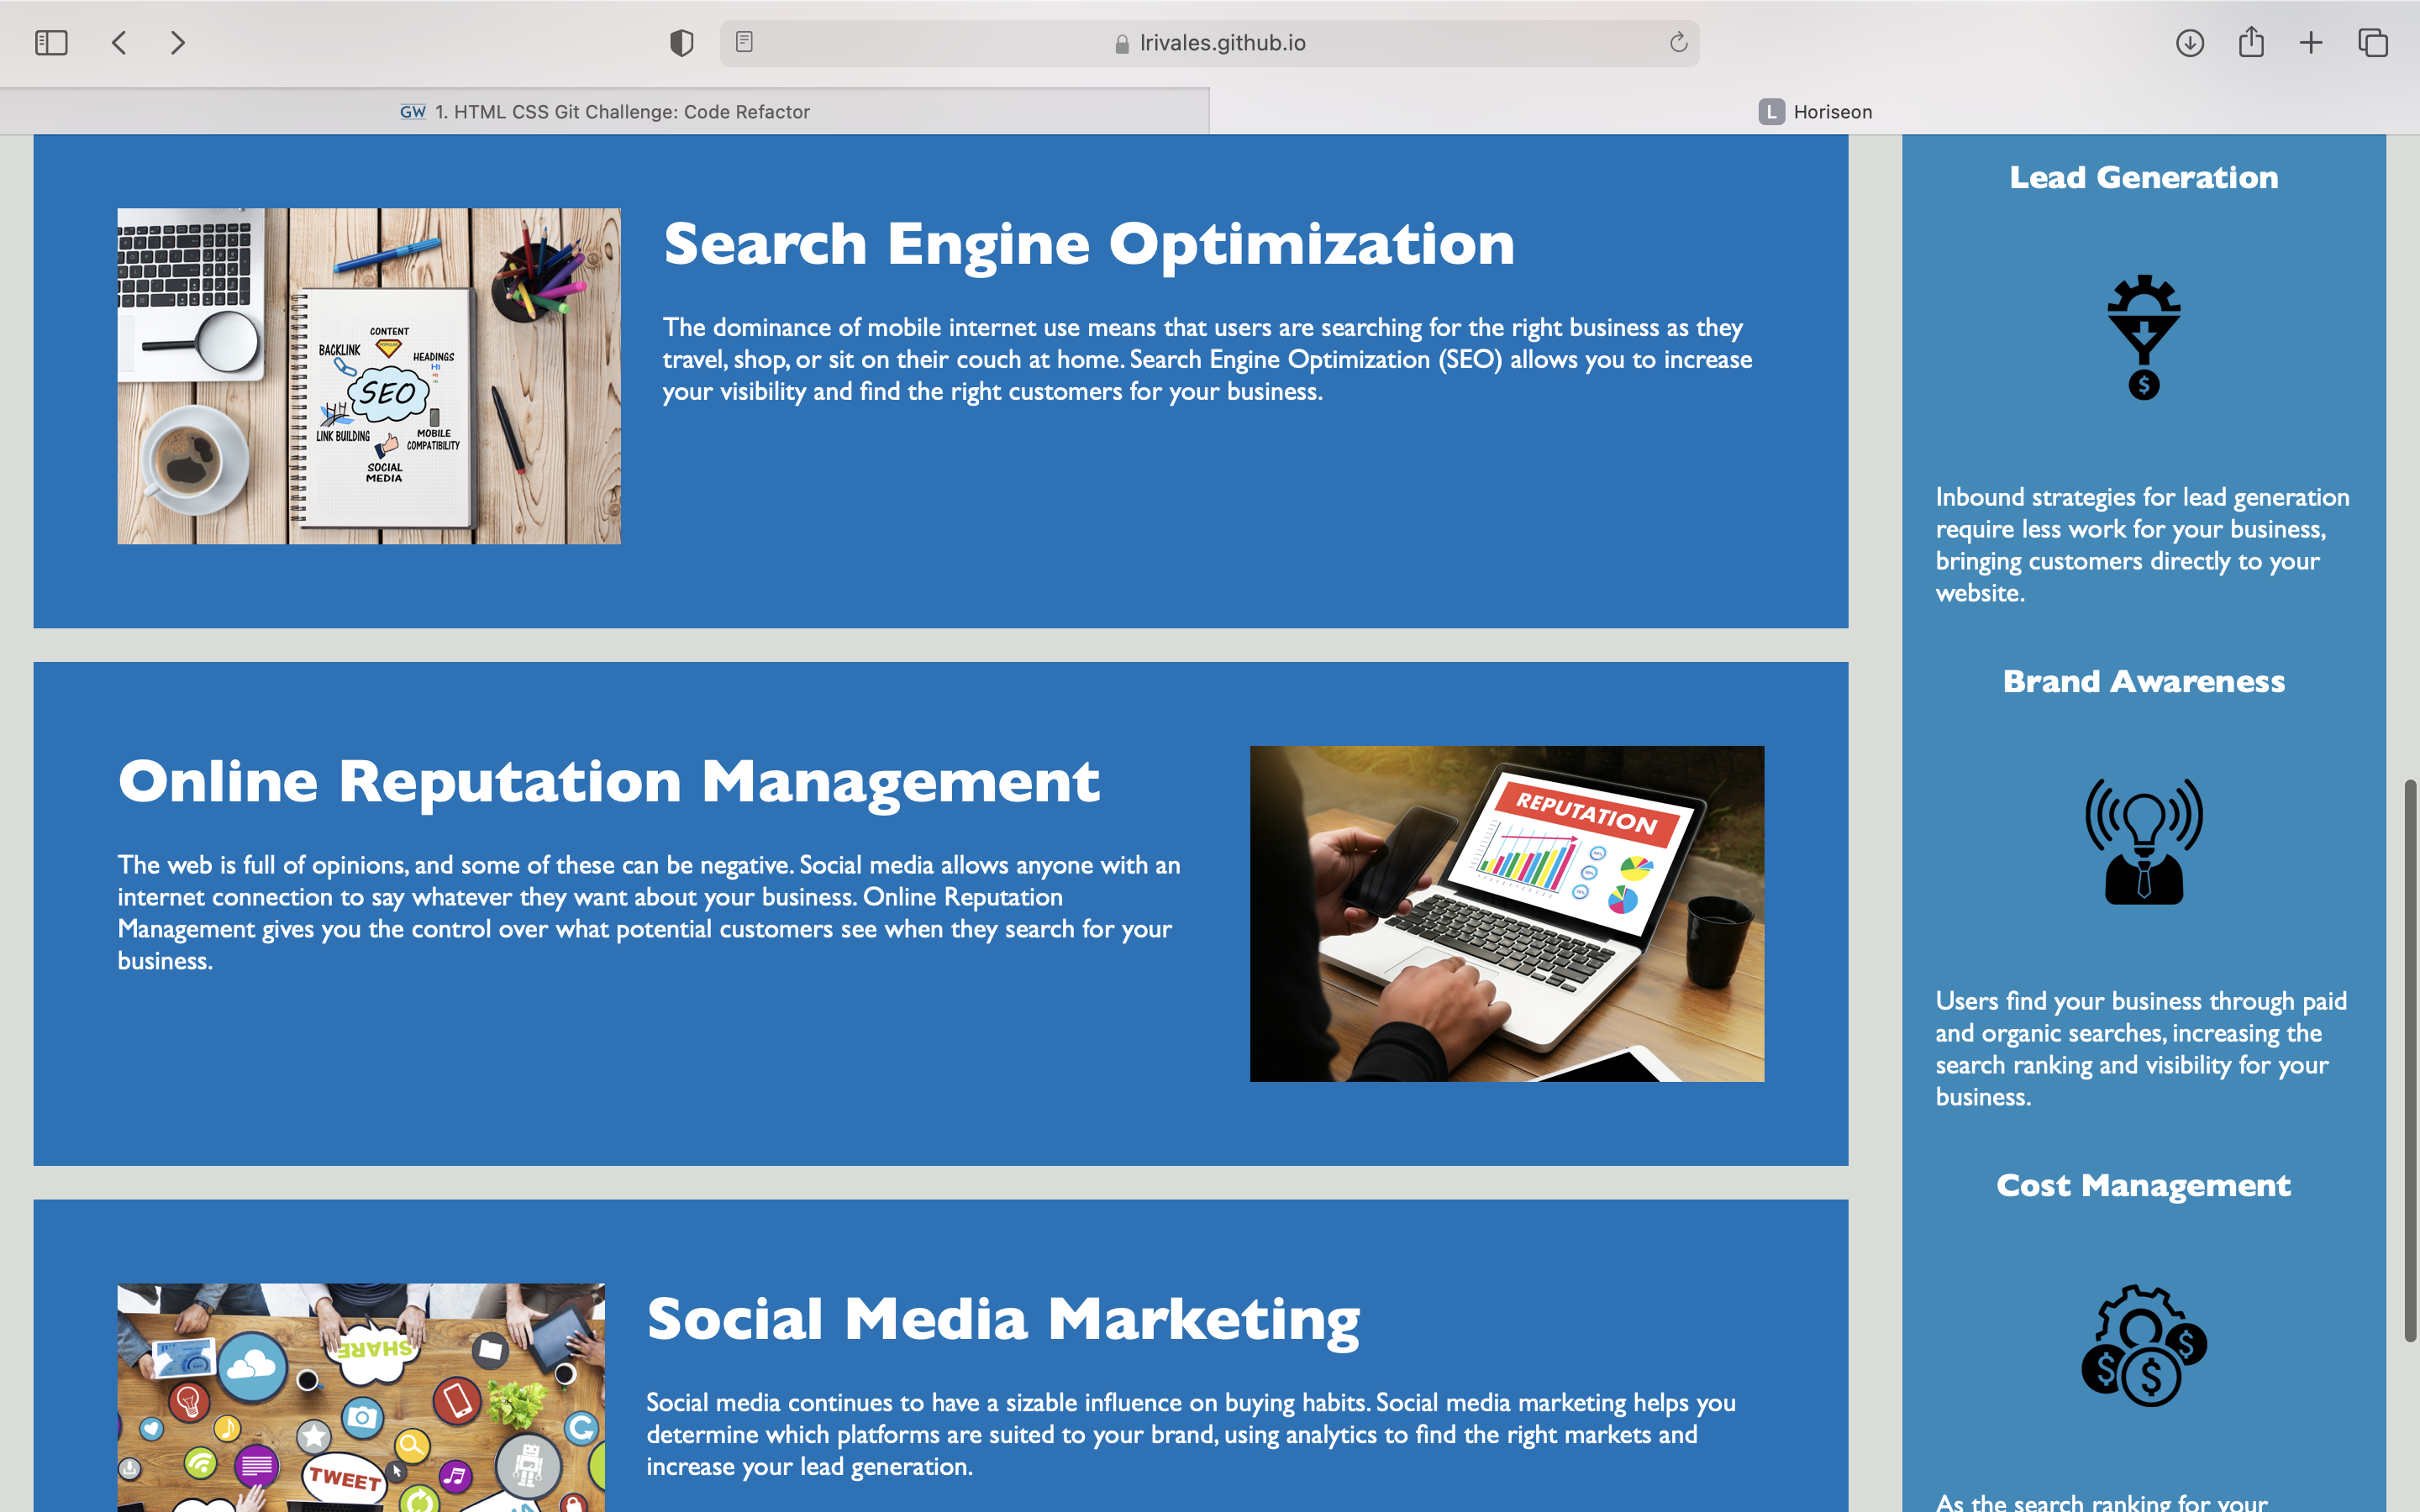 lrivales.github.io
GW 1. HTML CSS Git Challenge: Code Refactor
L Horiseon
CONTENT
BACKLINK
POPULAR
HEADINGS
H1
SEO
LINK BUILDING
MOBILE
COMPATIBILITY
SOCIAL
MEDIA
Search Engine Optimization
The dominance of mobile internet use means that users are searching for the right business as they
travel, shop, or sit on their couch at home. Search Engine Optimization (SEO) allows you to increase
your visibility and find the right customers for your business.
Online Reputation Management
The web is full of opinions, and some of these can be negative. Social media allows anyone with an
internet connection to say whatever they want about your business. Online Reputation
Management gives you the control over what potential customers see when they search for your
business.
REPUTATION
SHARE
TWEET
Social Media Marketing
Social media continues to have a sizable influence on buying habits. Social media marketing helps you
determine which platforms are suited to your brand, using analytics to find the right markets and
increase your lead generation.
Lead Generation
$
Inbound strategies for lead generation
require less work for your business,
bringing customers directly to your
website.
Brand Awareness
Users find your business through paid
and organic searches, increasing the
search ranking and visibility for your
business.
Cost Management
$ $ $
As the search ranking for your